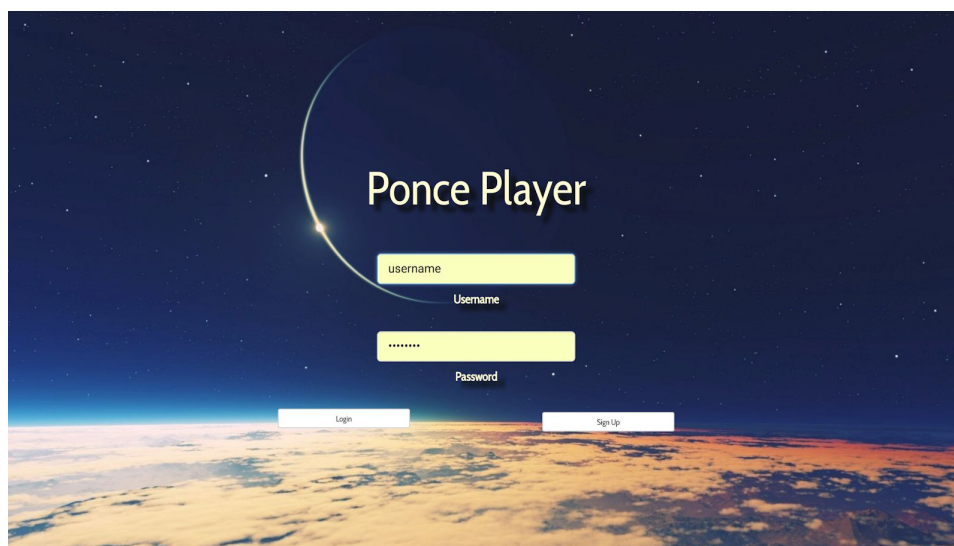 Ponce Player
username
Username
••••••••
Password
Login
Sign Up